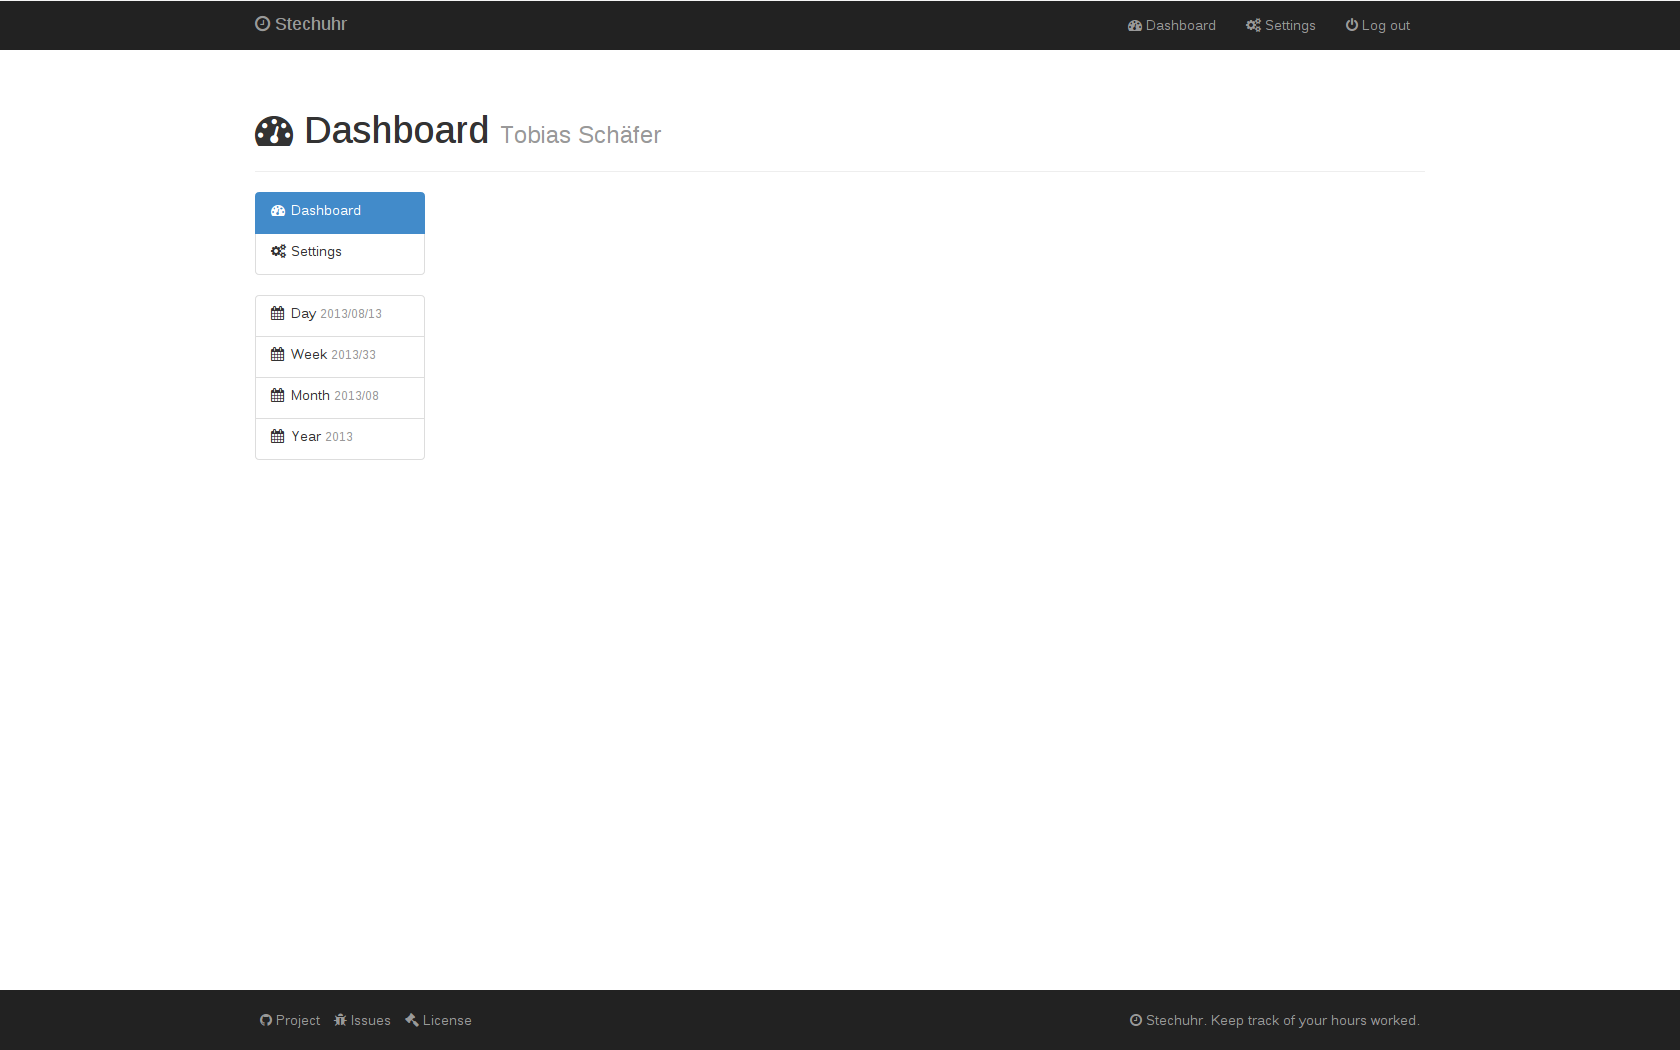 Stechuhr
Dashboard Settings Log out
Dashboard Tobias Schäfer
Dashboard
Settings
Day 2013/08/13
Week 2013/33
Month 2013/08
Year 2013
Project Issues License
Stechuhr. Keep track of your hours worked.